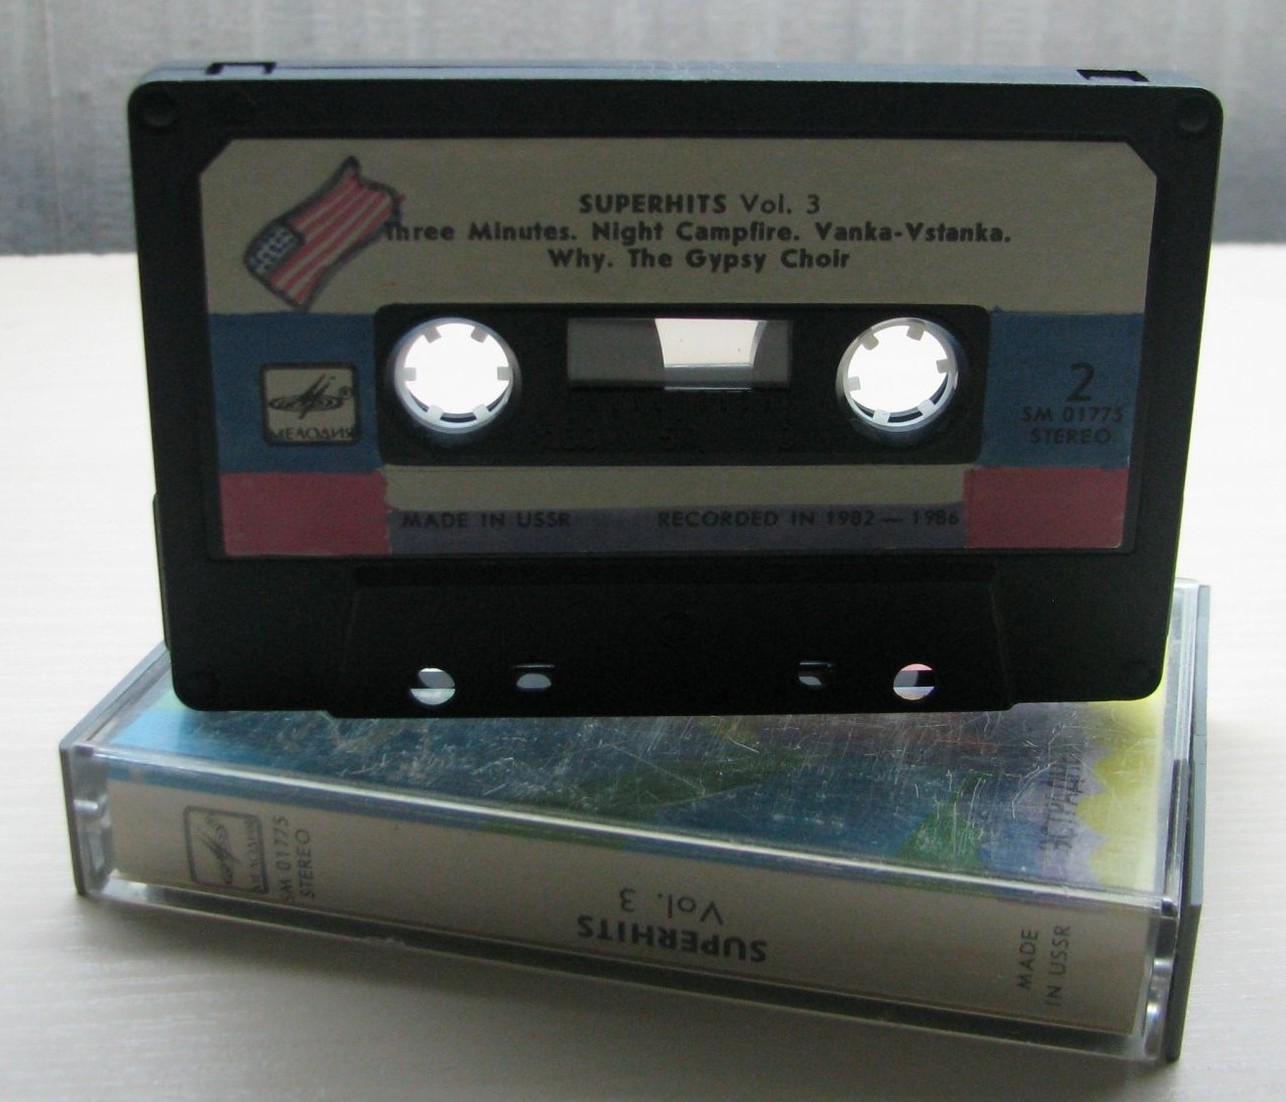 SUPERHITS Vol. 3
Three Minutes. Night Campfire. Vanka-Vstanka.
Why. The Gypsy Choir
МЕЛОДИЯ
2
SM 01775
STEREO
MADE IN USSR
RECORDED IN 1982 — 1986
МЕЛОДИЯ
SM 01775
STEREO
SUPERHITS
Vol. 3
MADE
IN USSR